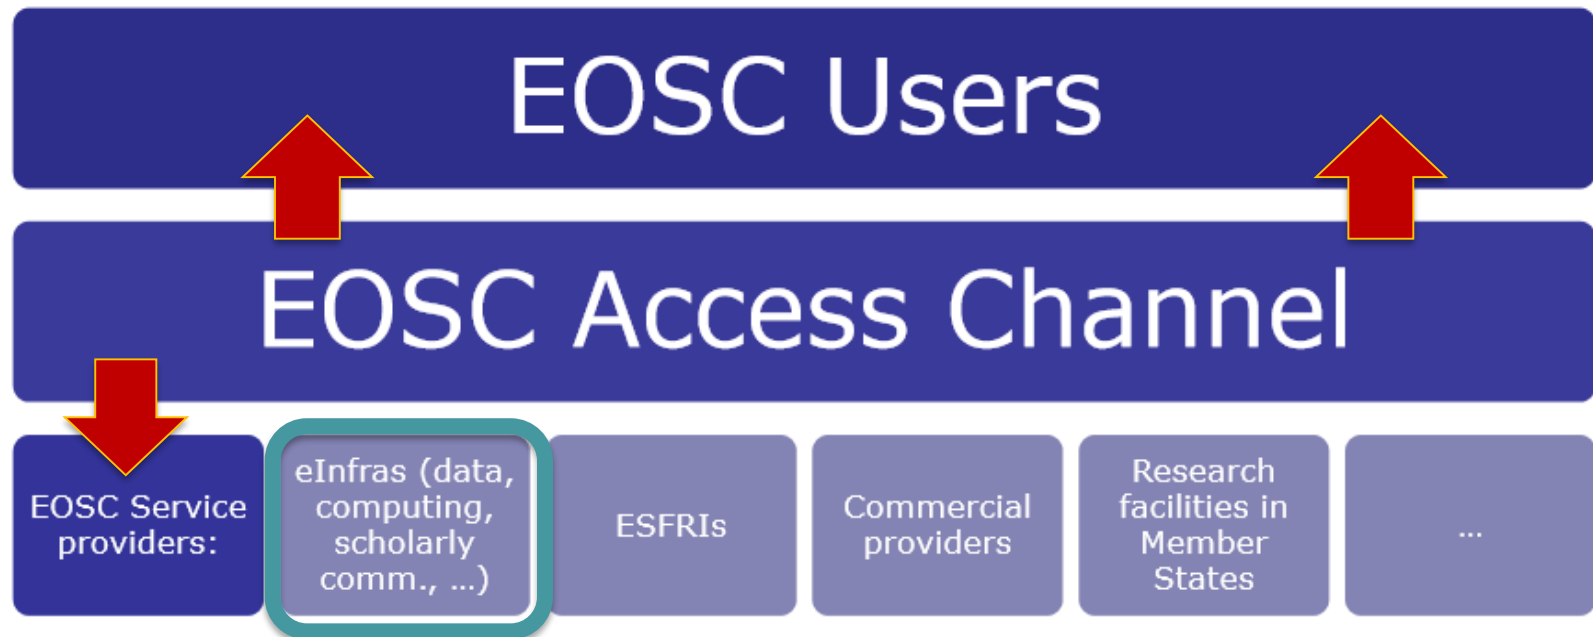 EOSC Users
EOSC Access Channel
EOSC Service
providers:
eInfras (data,
computing,
scholarly
comm., ...)
ESFRIs
Commercial
providers
Research
facilities in
Member
States
...